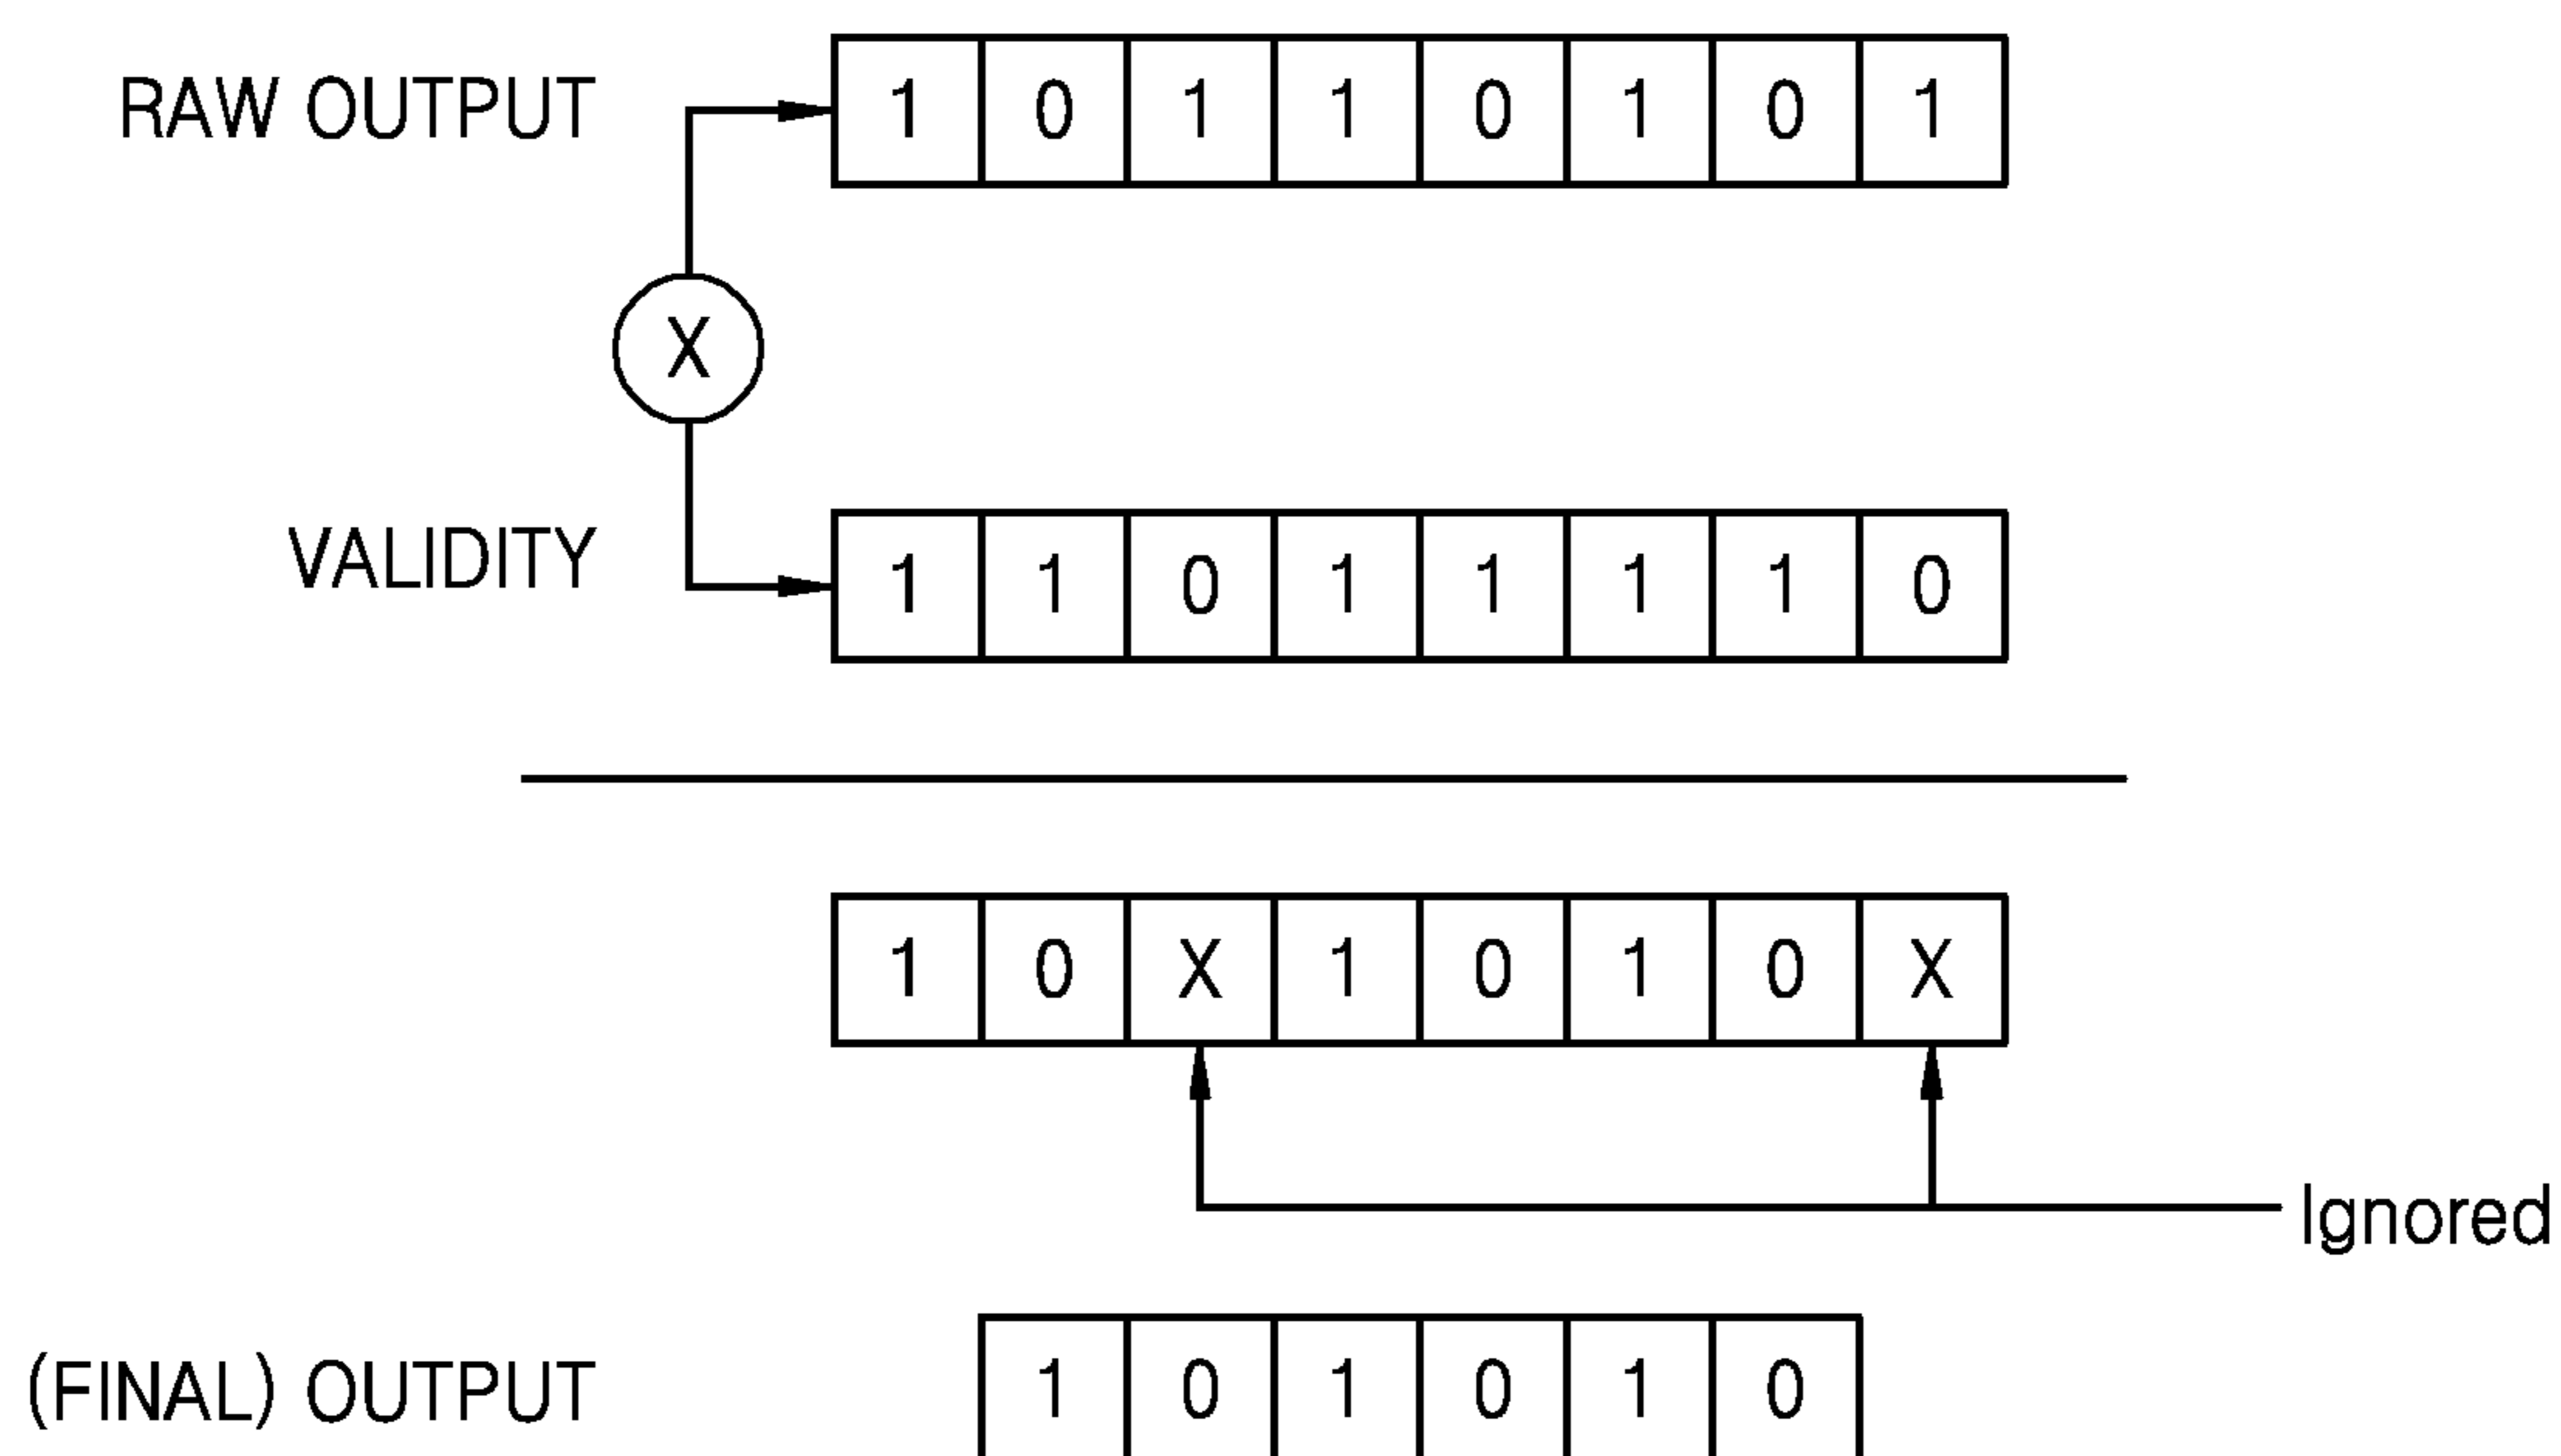 RAW OUTPUT 1 0 1 1 0 1 0 1
X
VALIDITY 1 1 0 1 1 1 1 0
1 0 X 1 0 1 0 X
Ignored
(FINAL) OUTPUT 1 0 1 0 1 0